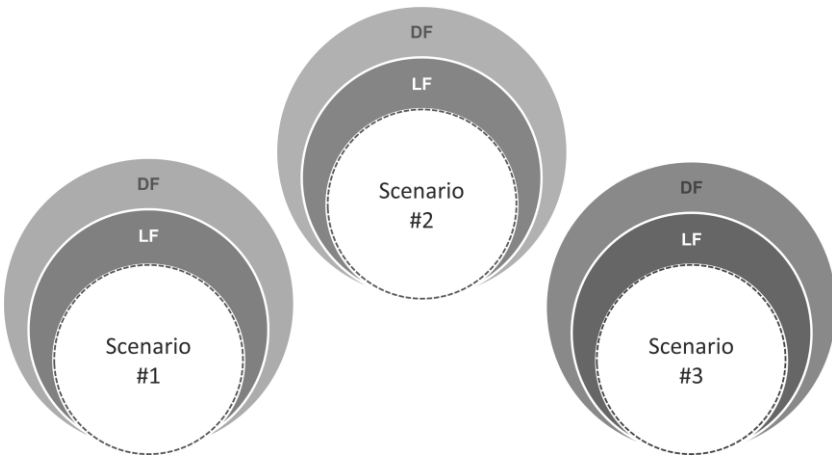 DF
LF
Scenario
#1
DF
LF
Scenario
#2
DF
LF
Scenario
#3